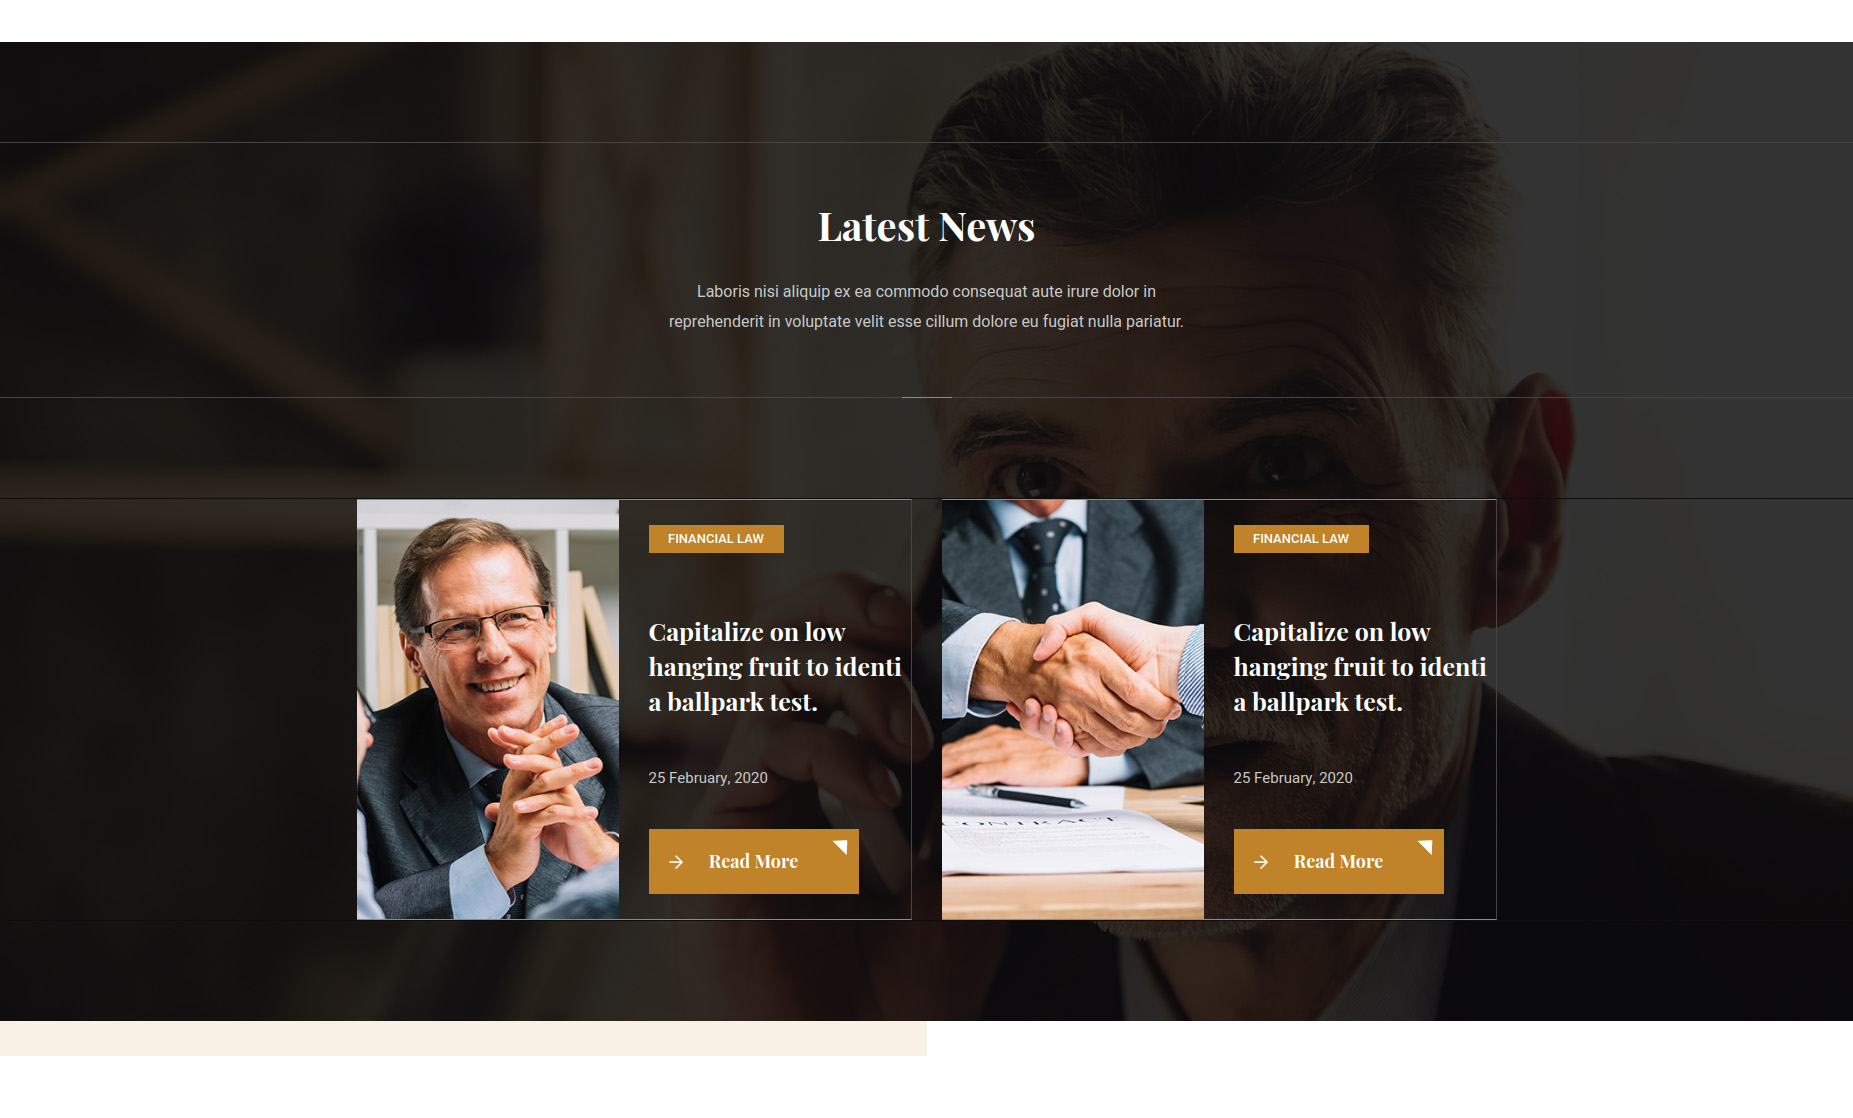 Latest News
Laboris nisi aliquip ex ea commodo consequat aute irure dolor in
reprehenderit in voluptate velit esse cillum dolore eu fugiat nulla pariatur.
FINANCIAL LAW
Capitalize on low
hanging fruit to identi
a ballpark test.
25 February, 2020
Read More
CONTRACT
FINANCIAL LAW
Capitalize on low
hanging fruit to identi
a ballpark test.
25 February, 2020
Read More